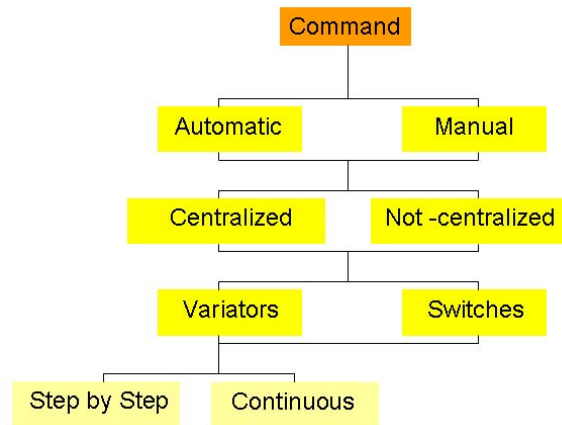 Command
Automatic
Manual
Centralized
Not -centralized
Variators
Switches
Step by Step
Continuous